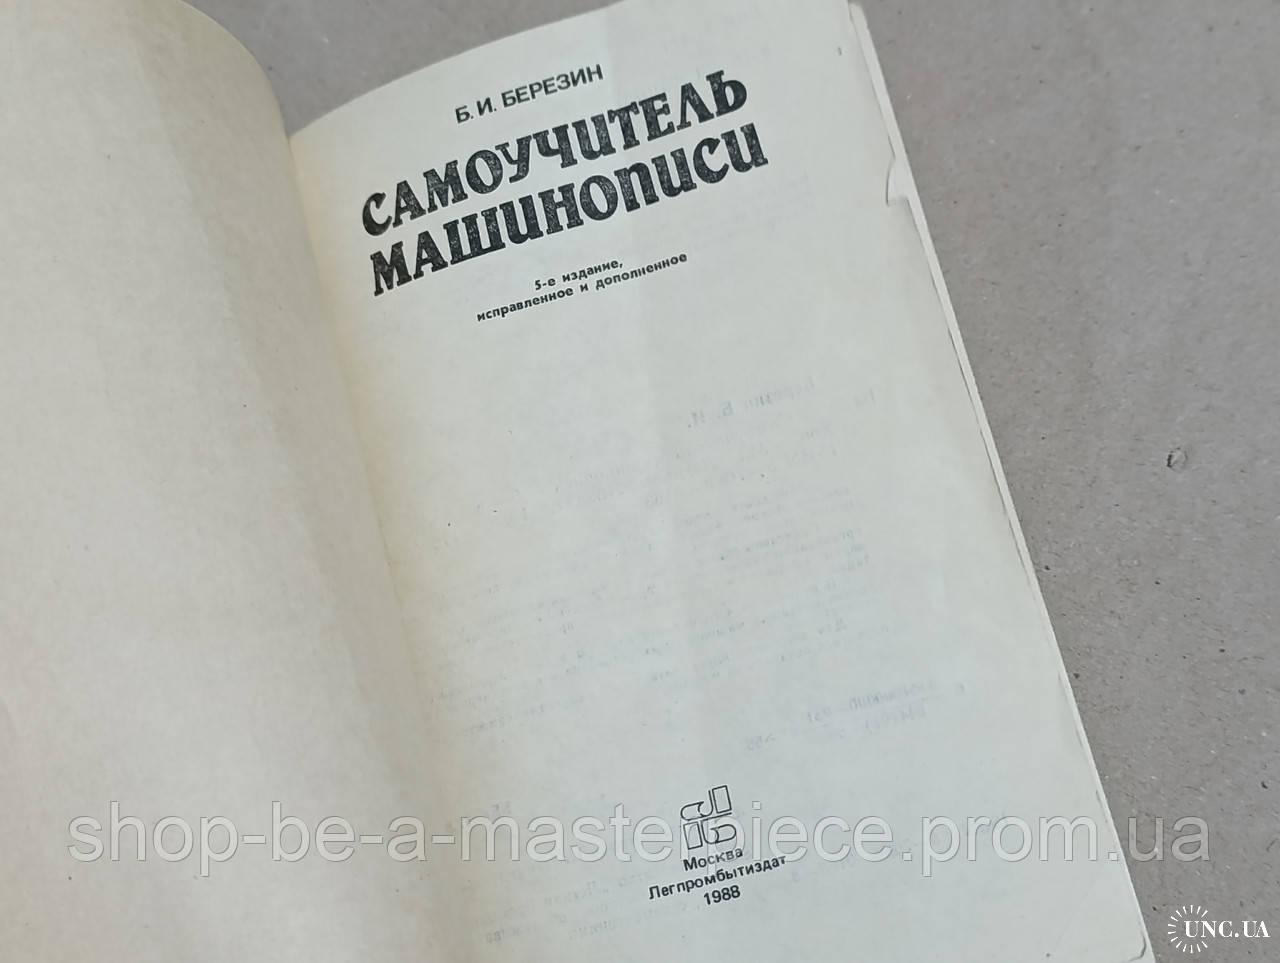 Б. И. БЕРЕЗИН
САМОУЧИТЕЛЬ
МАШИНОПИСИ
5-е издание,
исправленное и дополненное
shop-be-a-masterpiece.prom.ua
Москва
Легпромбытиздат
1988
UNC.UA